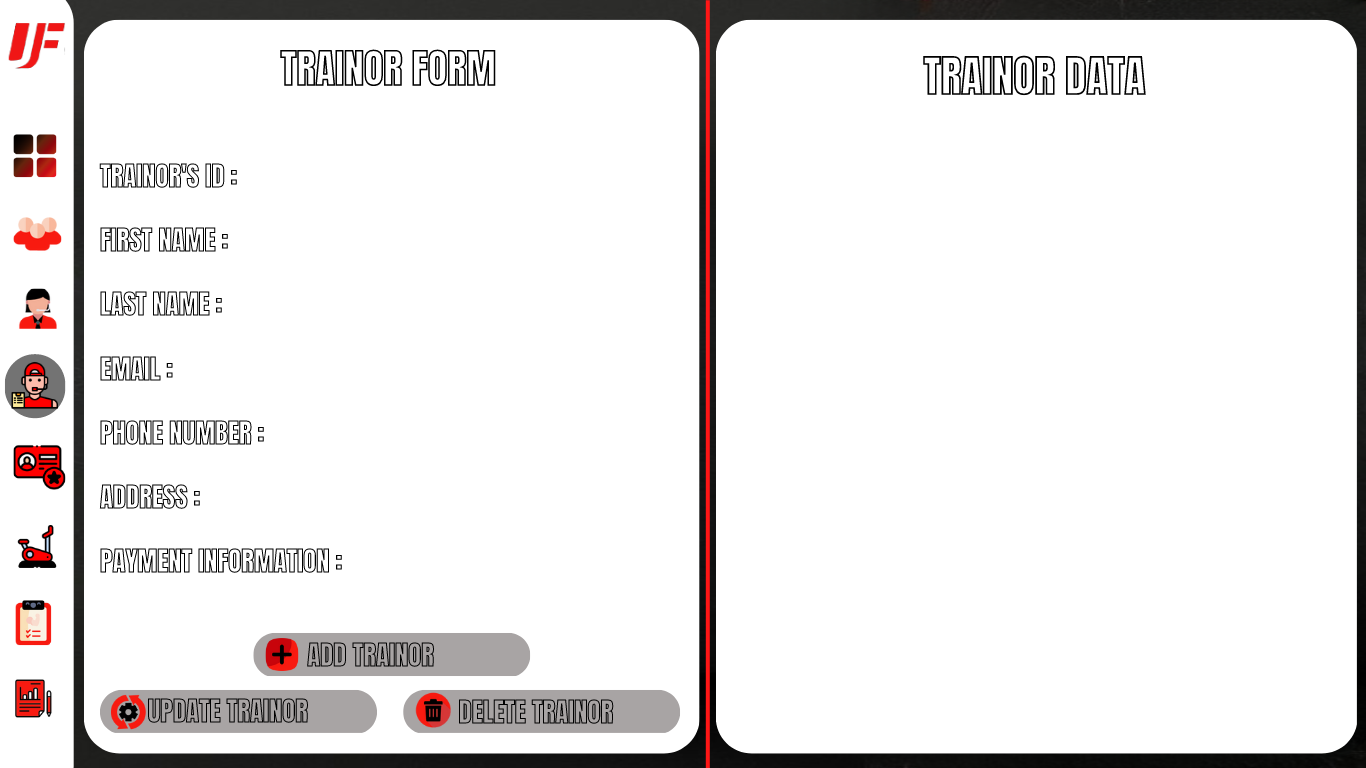 UF
TRAINOR FORM
TRAINOR'S ID :
FIRST NAME :
LAST NAME :
EMAIL :
PHONE NUMBER :
ADDRESS :
PAYMENT INFORMATION :
ADD TRAINOR
UPDATE TRAINOR
DELETE TRAINOR
TRAINOR DATA